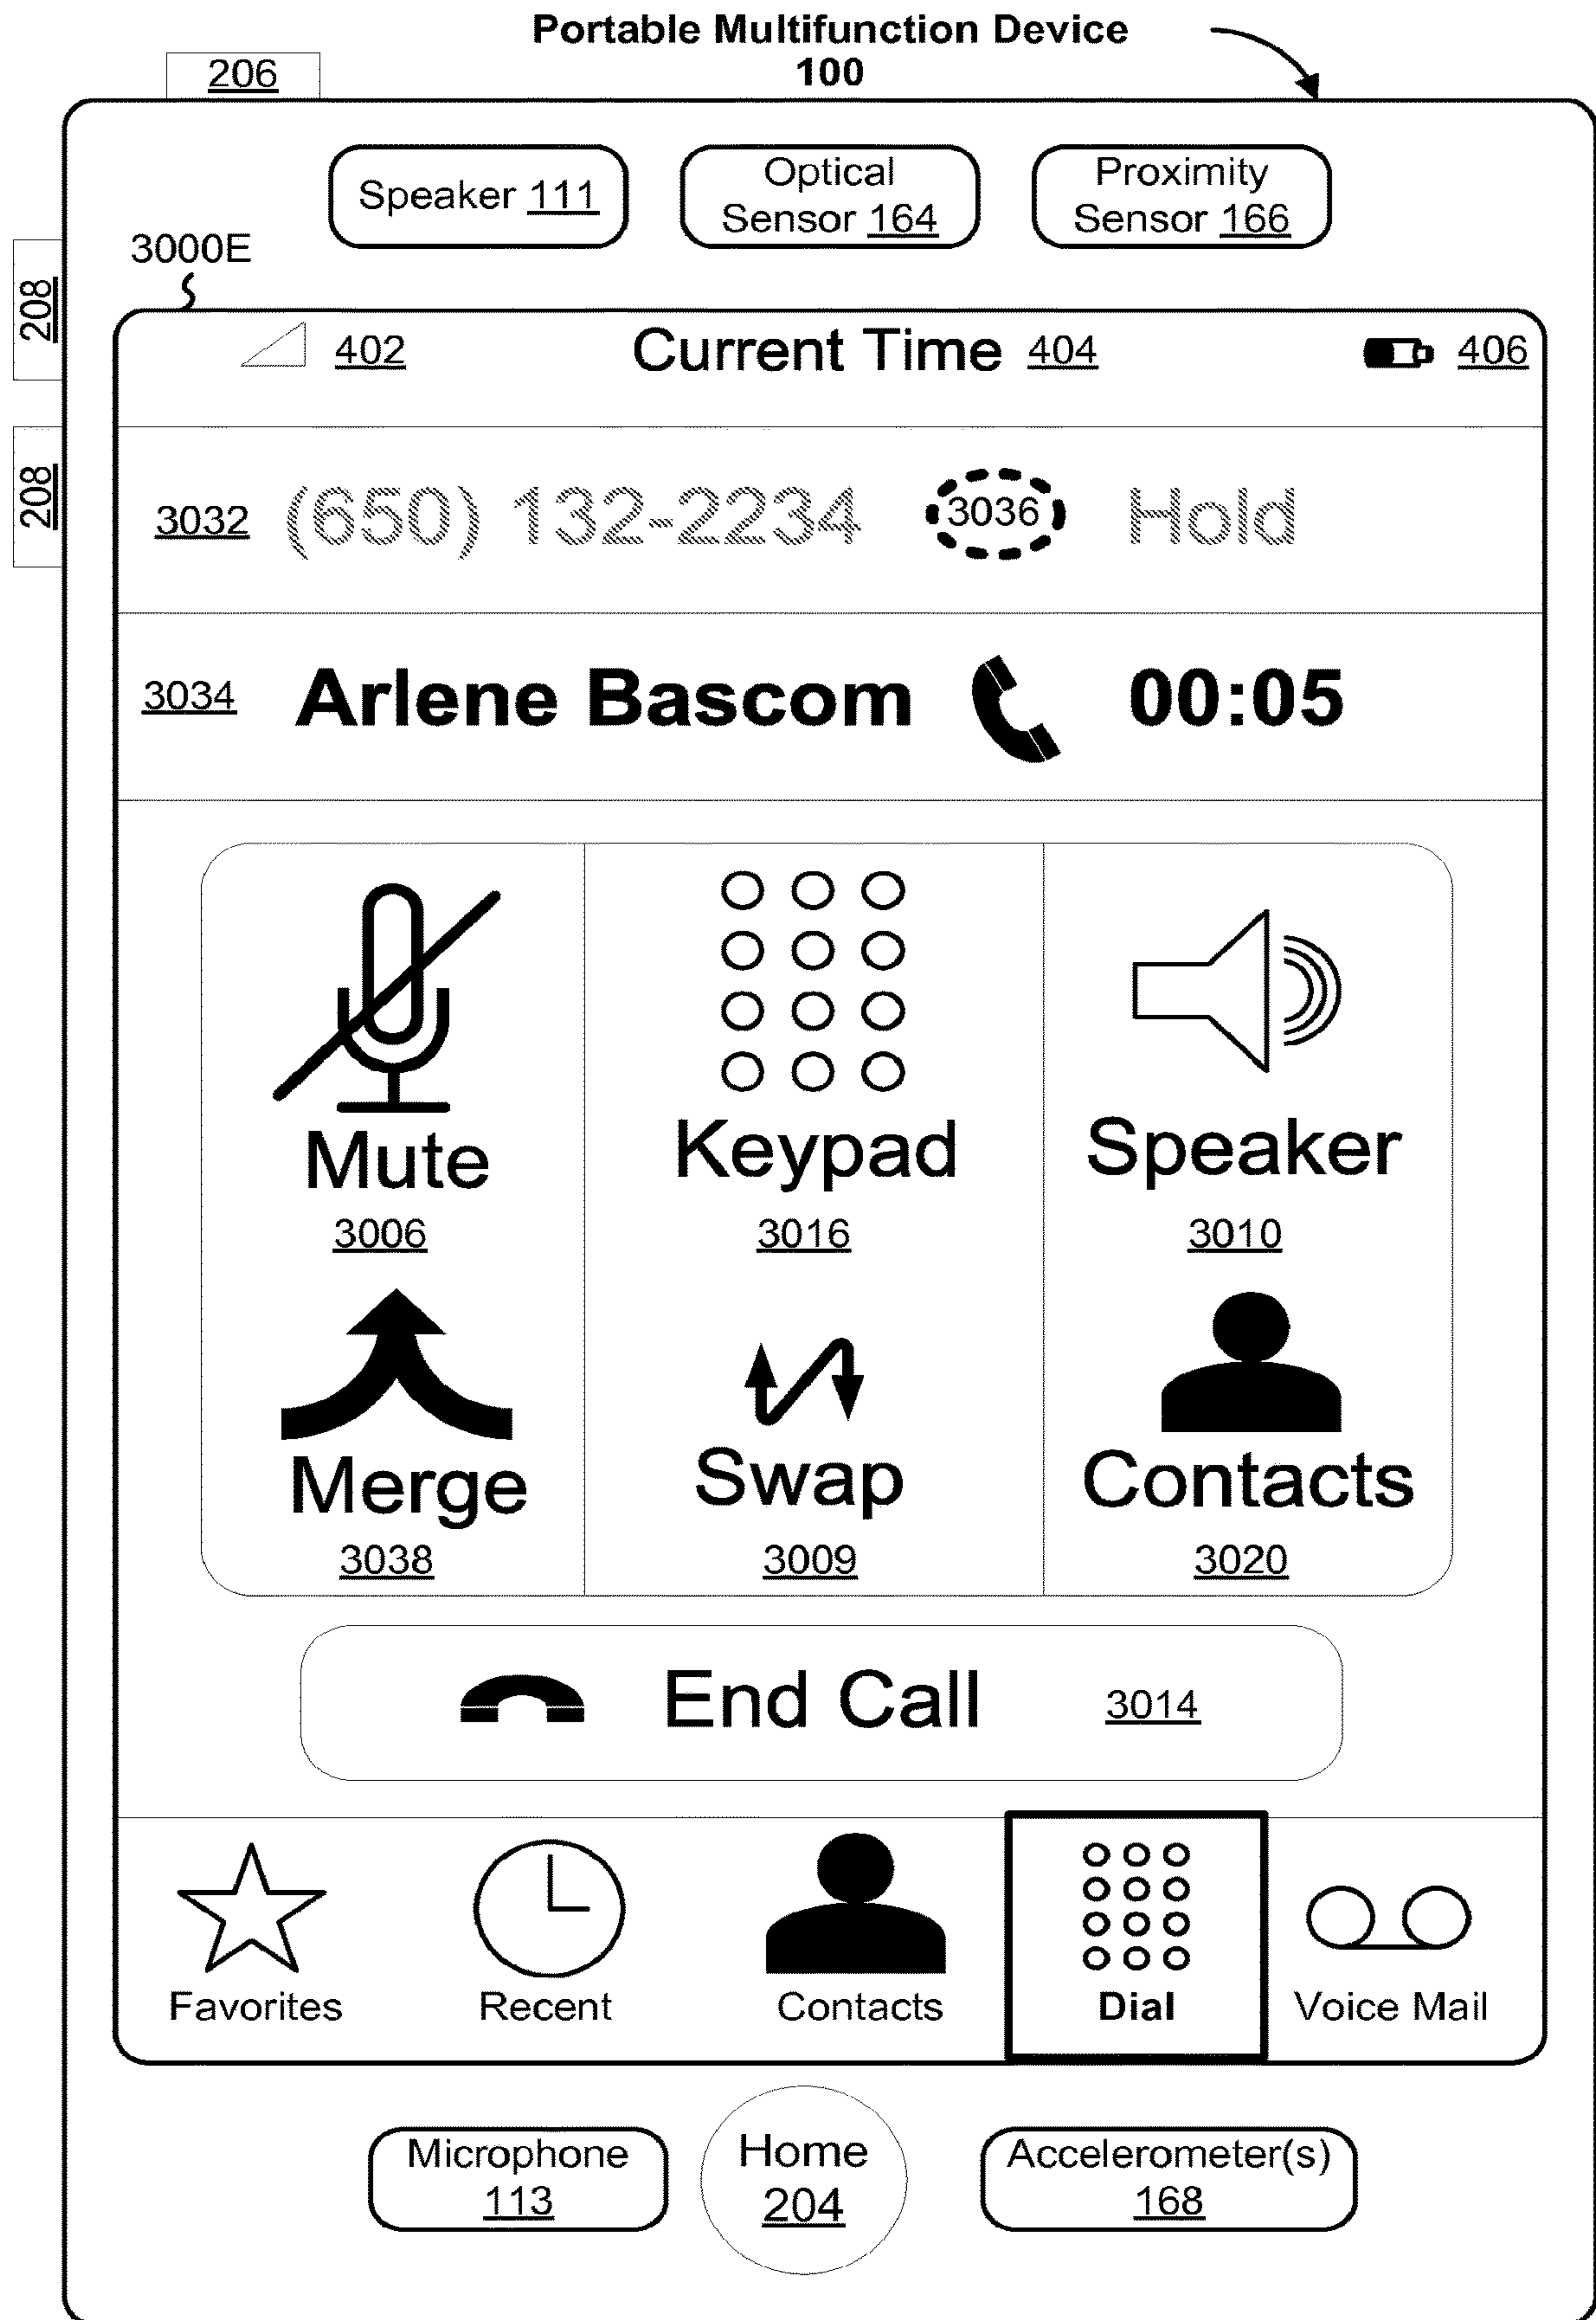 Portable Multifunction Device
100
206
Speaker 111
Optical
Sensor 164
Proximity
Sensor 166
3000E
208
402
Current Time 404
406
208
3032
(650) 132-2234
3036
Hold
3034
Arlene Bascom
00:05
Mute
3006
Keypad
3016
Speaker
3010
Merge
3038
Swap
3009
Contacts
3020
End Call
3014
Favorites
Recent
Contacts
Dial
Voice Mail
Microphone
113
Home
204
Accelerometer(s)
168